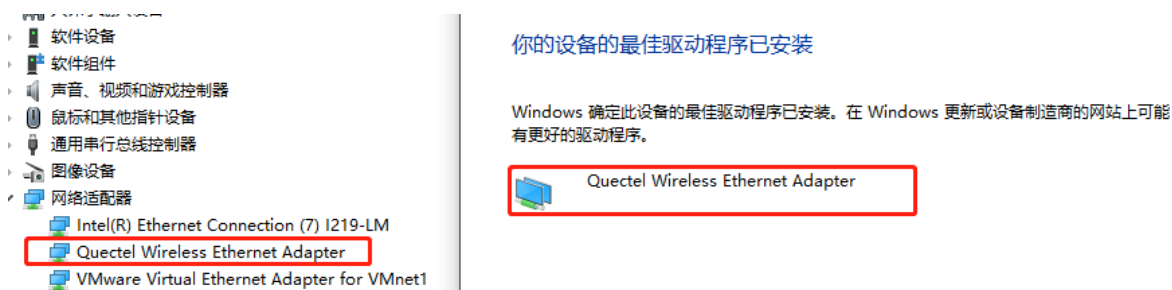 软件设备
软件组件
声音、视频和游戏控制器
鼠标和其他指针设备
通用串行总线控制器
图像设备
网络适配器
Intel(R) Ethernet Connection (7) I219-LM
Quectel Wireless Ethernet Adapter
VMware Virtual Ethernet Adapter for VMnet1
你的设备的最佳驱动程序已安装
Windows 确定此设备的最佳驱动程序已安装。在 Windows 更新或设备制造商的网站上可能
有更好的驱动程序。
Quectel Wireless Ethernet Adapter